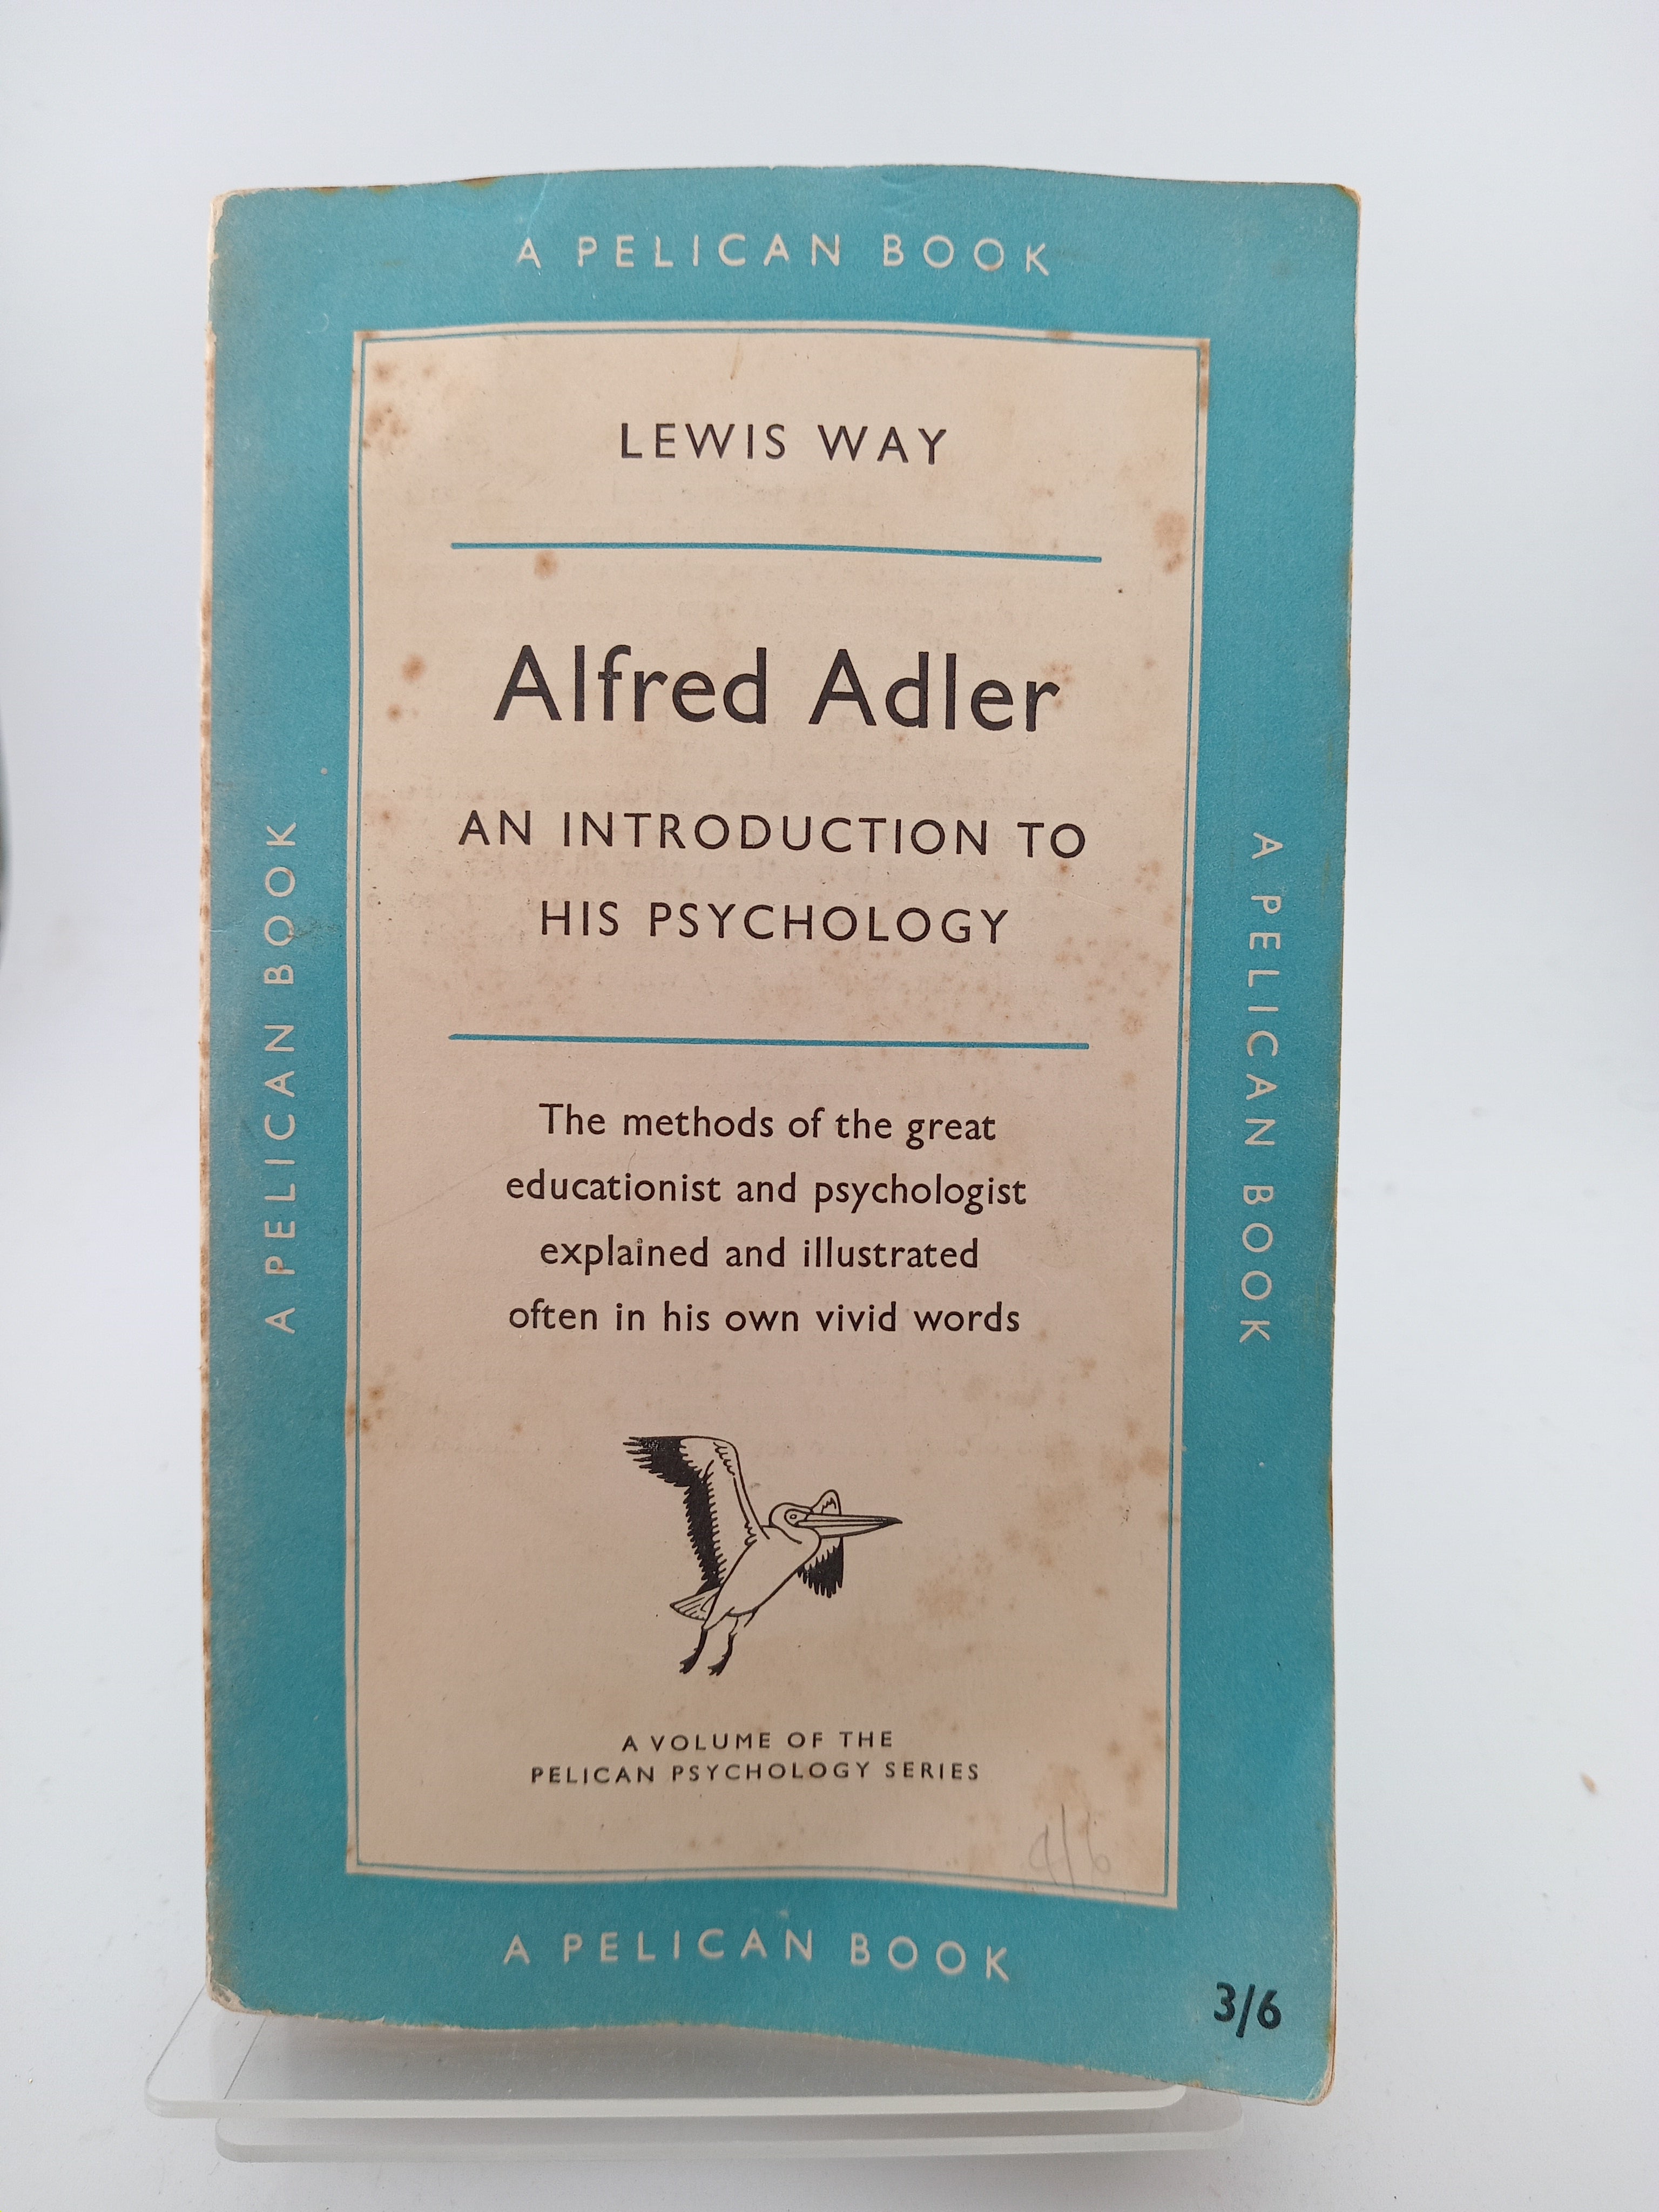 A PELICAN BOOK
LEWIS WAY
Alfred Adler
AN INTRODUCTION TO
HIS PSYCHOLOGY
The methods of the great
educationist and psychologist
explained and illustrated
often in his own vivid words
A VOLUME OF THE
PELICAN PSYCHOLOGY SERIES
A PELICAN BOOK
A PELICAN BOOK
A PELICAN BOOK
3/6